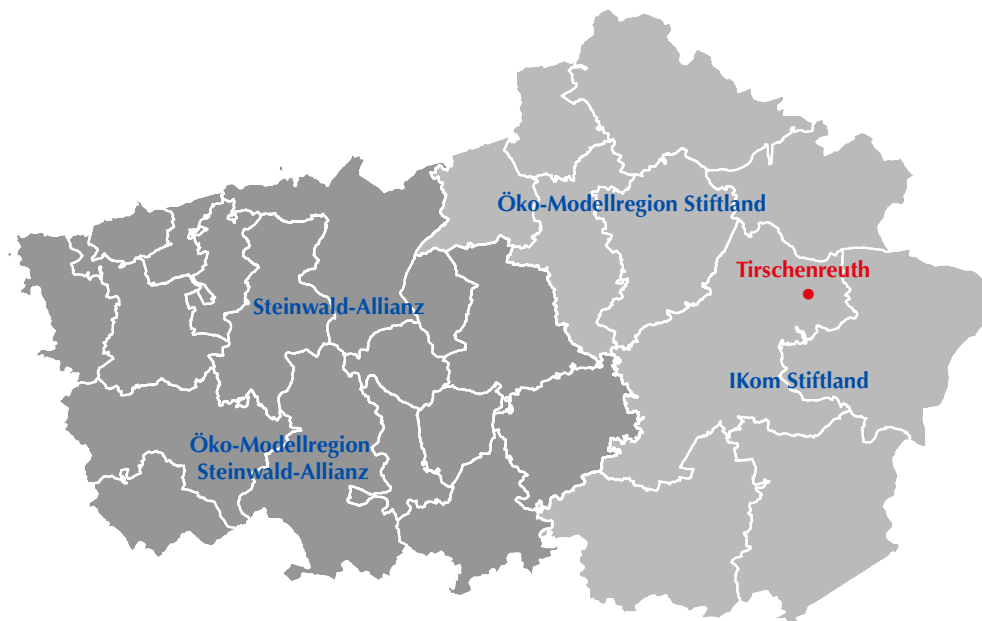 Öko-Modellregion Stiftland
Tirschenreuth
Steinwald-Allianz
IKom Stiftland
Öko-Modellregion
Steinwald-Allianz